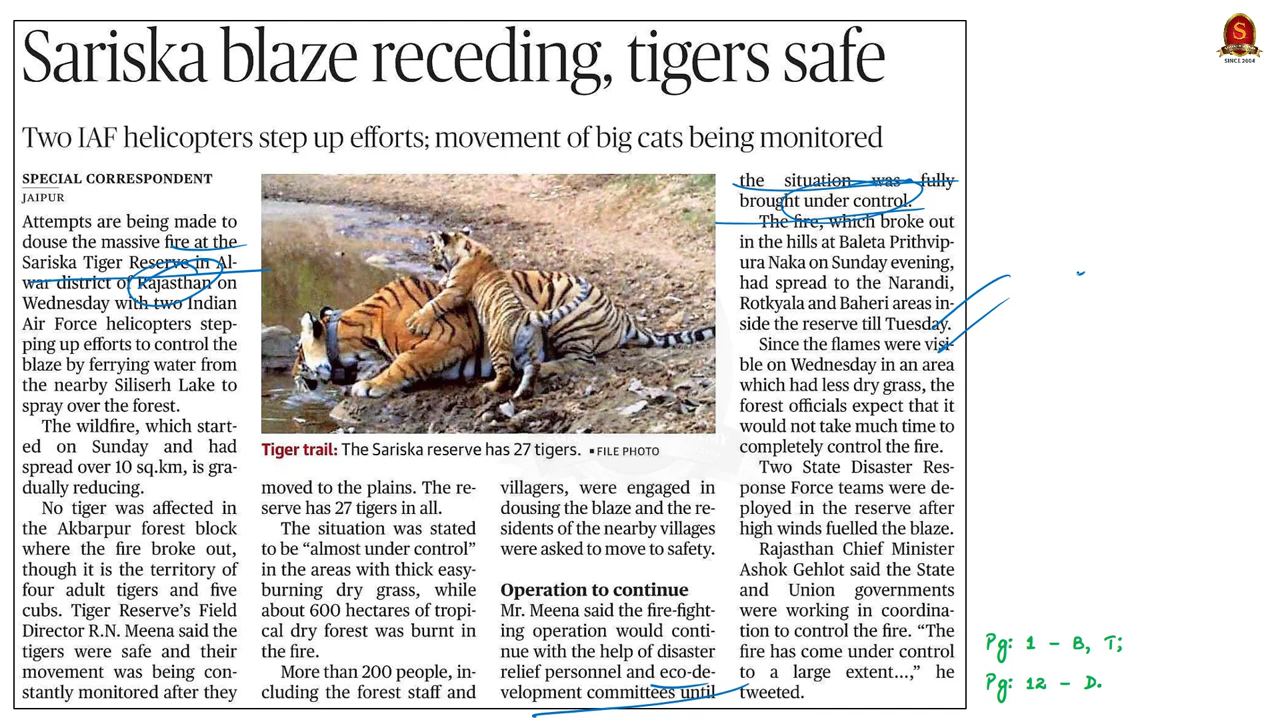 Sariska blaze receding, tigers safe
Two IAF helicopters step up efforts; movement of big cats being monitored
SPECIAL CORRESPONDENT
JAIPUR
Attempts are being made to
douse the massive fire at the
Sariska Tiger Reserve in Al-
war district of Rajasthan on
Wednesday with two Indian
Air Force helicopters step-
ping up efforts to control the
blaze by ferrying water from
the nearby Siliserh Lake to
spray over the forest.
The wildfire, which start-
ed on Sunday and had
spread over 10 sq.km, is gra-
dually reducing.
No tiger was affected in
the Akbarpur forest block
where the fire broke out,
though it is the territory of
four adult tigers and five
cubs. Tiger Reserve's Field
Director R.N. Meena said the
tigers were safe and their
movement was being con-
stantly monitored after they
Tiger trail: The Sariska reserve has 27 tigers. ▪FILE PHOTO
moved to the plains. The re-
serve has 27 tigers in all.
The situation was stated
to be "almost under control"
in the areas with thick easy-
burning dry grass, while
about 600 hectares of tropi-
cal dry forest was burnt in
the fire.
More than 200 people, in-
cluding the forest staff and
villagers, were engaged in
dousing the blaze and the re-
sidents of the nearby villages
were asked to move to safety.
Operation to continue
Mr. Meena said the fire-fight-
ing operation would conti-
nue with the help of disaster
relief personnel and eco-de-
velopment committees until
the situation was fully
brought under control.
The fire, which broke out
in the hills at Baleta Prithvip-
ura Naka on Sunday evening,
had spread to the Narandi,
Rotkyala and Baheri areas in-
side the reserve till Tuesday.
Since the flames were visi-
ble on Wednesday in an area
which had less dry grass, the
forest officials expect that it
would not take much time to
completely control the fire.
Two State Disaster Res-
ponse Force teams were de-
ployed in the reserve after
high winds fuelled the blaze.
Rajasthan Chief Minister
Ashok Gehlot said the State
and Union governments
were working in coordina-
tion to control the fire. "The
fire has come under control
to a large extent...," he
tweeted.
S
SINCE 2004
Pg: 1 - B, T;
Pg: 12 - D.